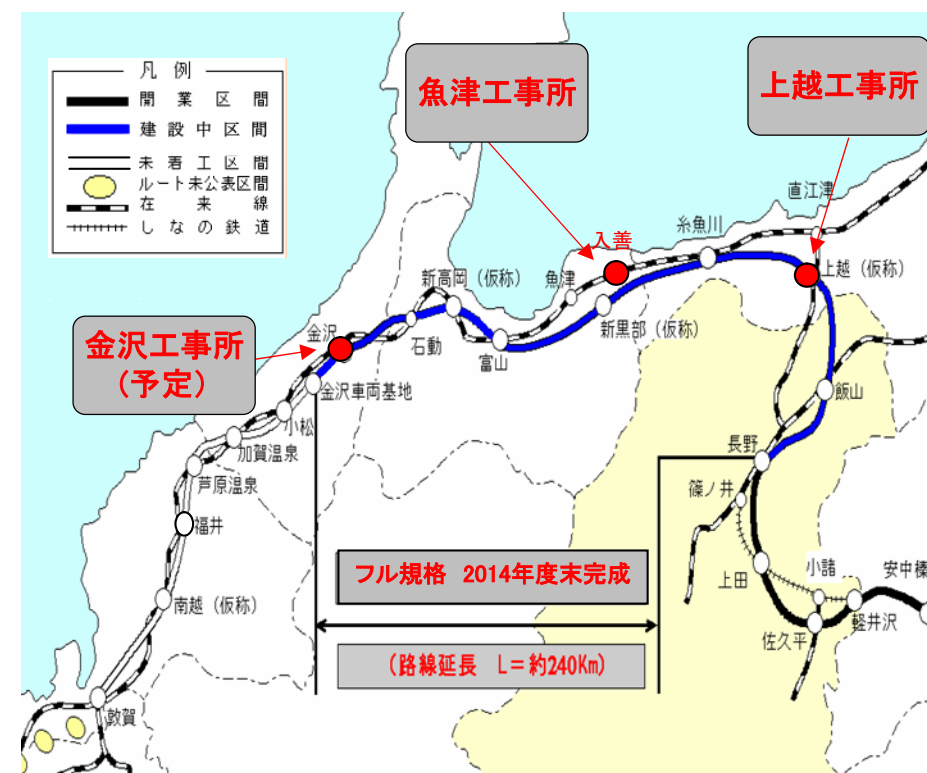 凡例
開業区間
建設中区間
未着工区間
ルート未公表区間
在来線
しなの鉄道
魚津工事所
上越工事所
直江津
糸魚川
入善
上越（仮称）
魚津
新高岡（仮称）
新黒部（仮称）
金沢
石動
富山
金沢工事所
（予定）
金沢車両基地
飯山
小松
加賀温泉
長野
芦原温泉
篠ノ井
福井
フル規格 2014年度末完成
上田
小諸
安中榛
南越（仮称）
軽井沢
佐久平
（路線延長 L＝約240Km）
敦賀